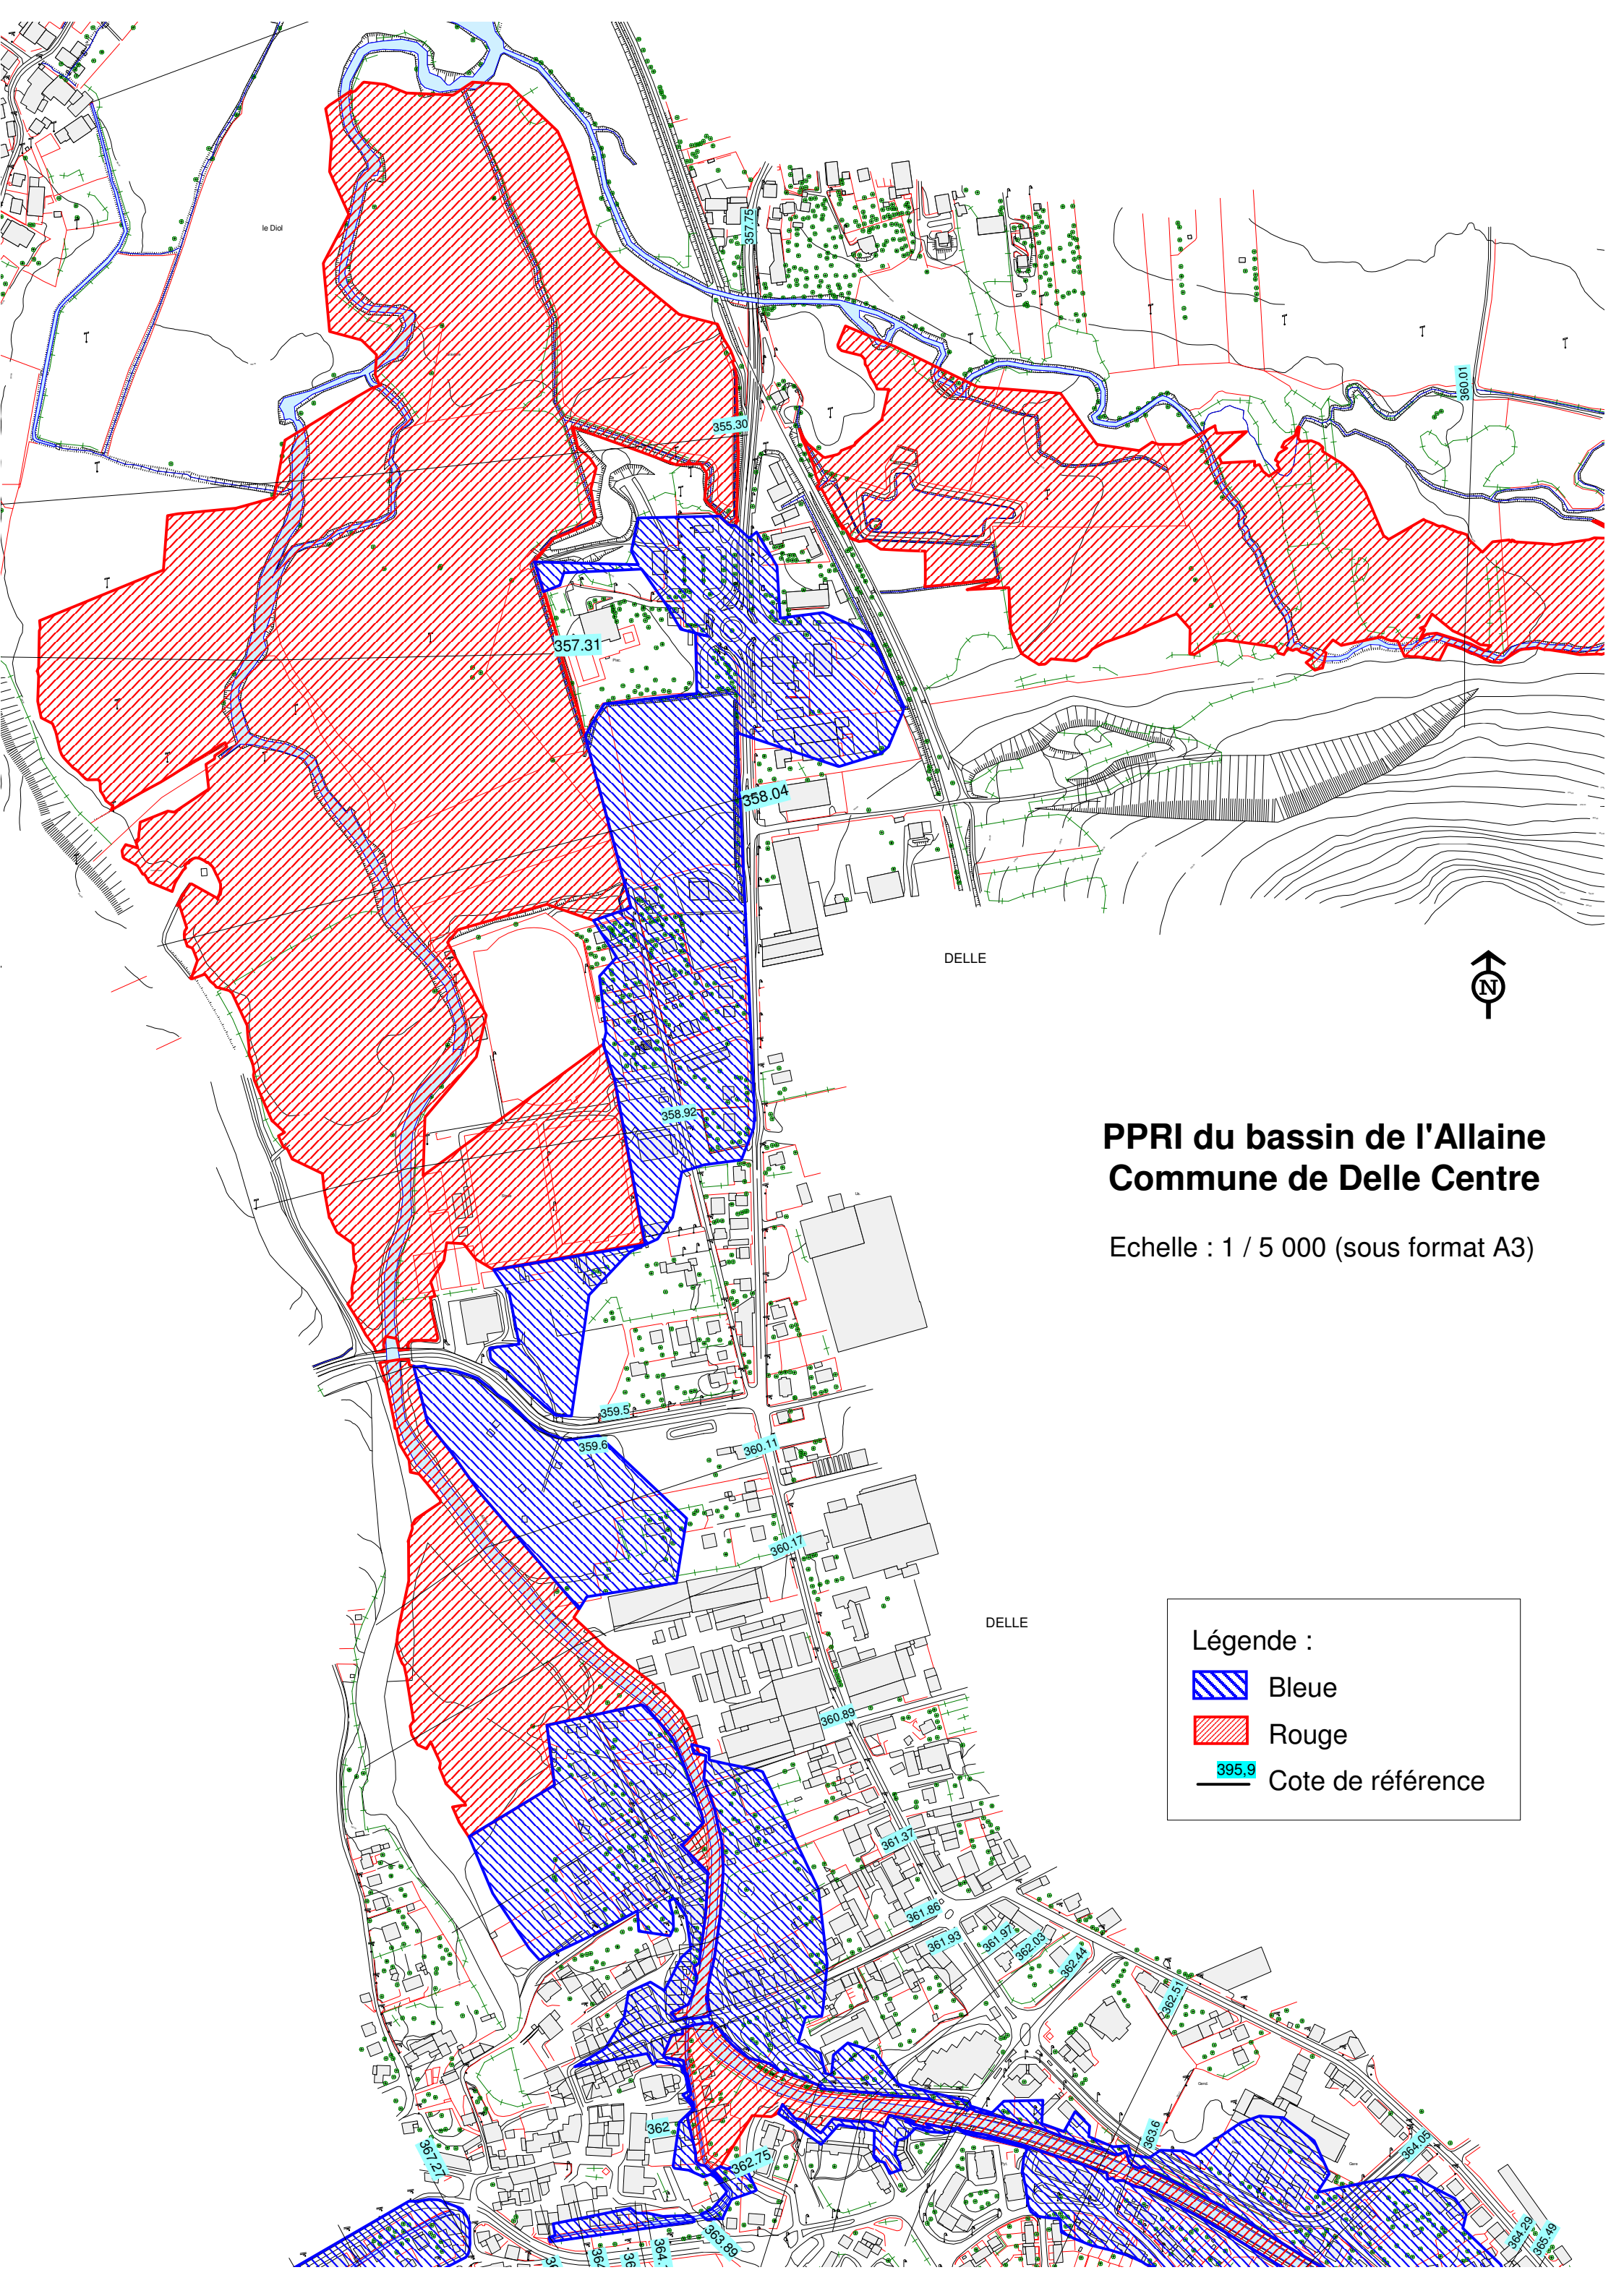 le Diol
357.75
360.01
355.30
357.31
358.04
DELLE
N
358.92
PPRI du bassin de l'Allaine
Commune de Delle Centre
Echelle : 1 / 5 000 (sous format A3)
359.5
359.6
360.11
360.17
DELLE
Légende :
Bleue
Rouge
395,9 Cote de référence
360.89
361.37
361.86
361.93
361.97
362.03
362.44
362.51
362
363.6
364.05
367.27
362.75
363.89
364.29
365.49